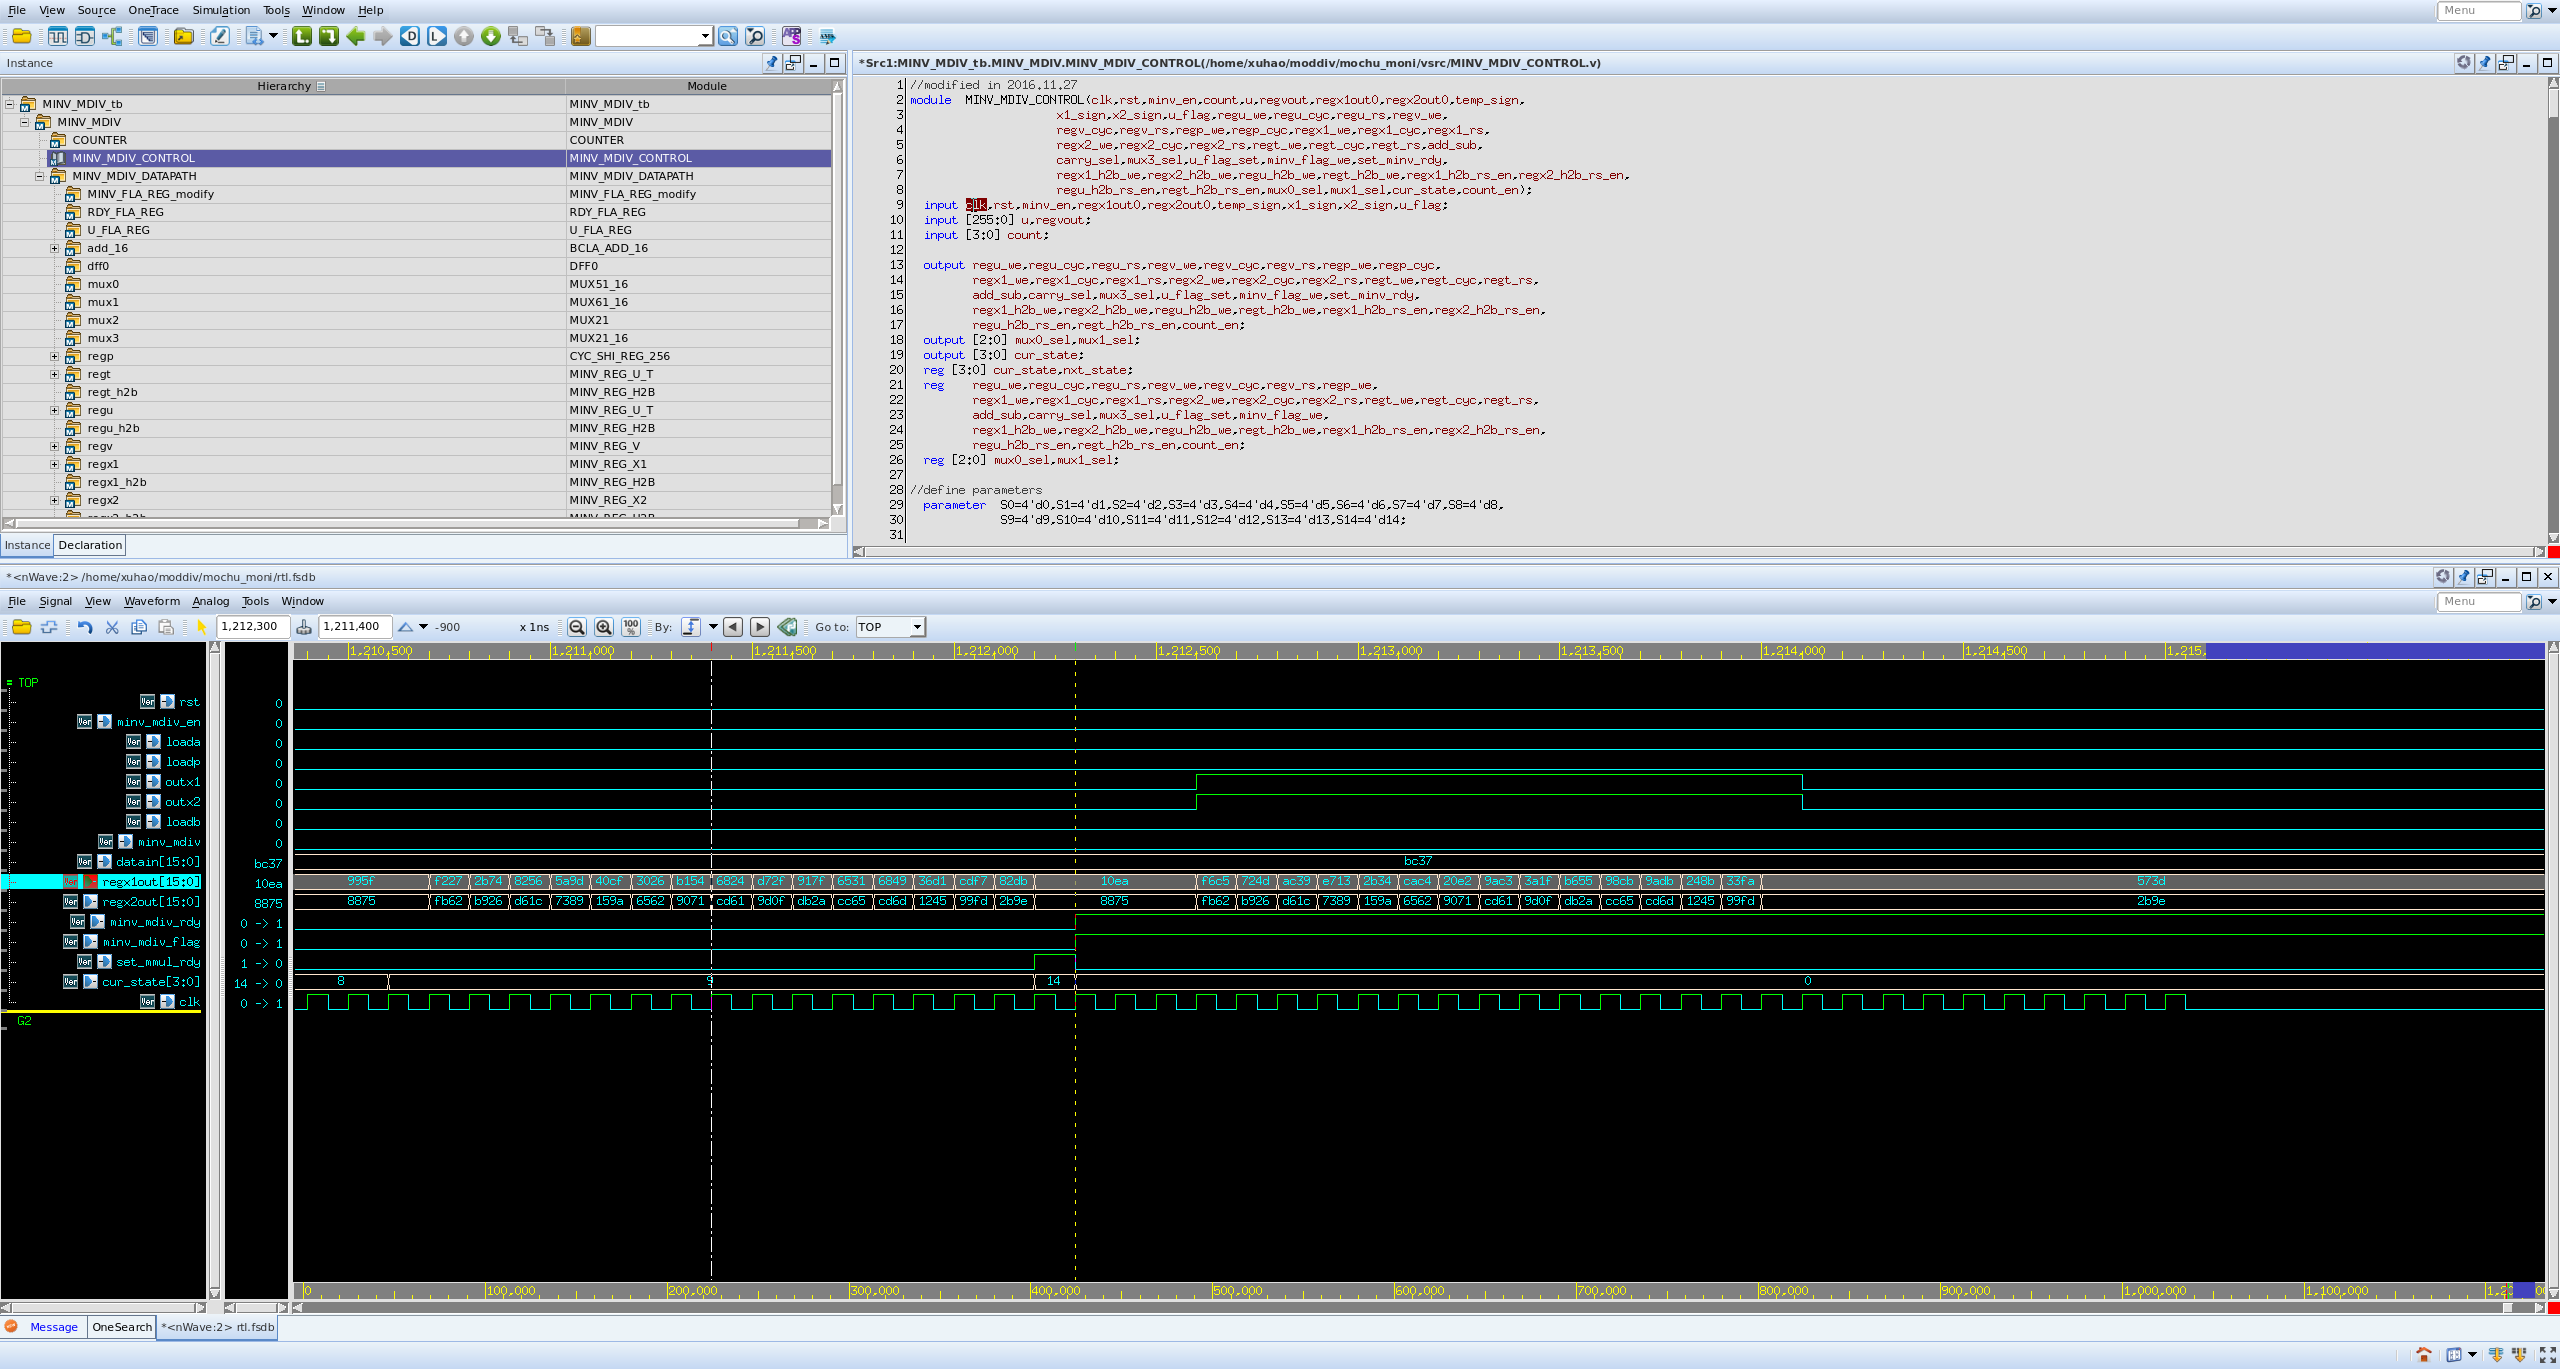 File View Source OneTrace Simulation Tools Window Help Menu
Instance
Hierarchy Module
MINV_MDIV_tb MINV_MDIV_tb
MINV_MDIV MINV_MDIV
COUNTER COUNTER
MINV_MDIV_CONTROL MINV_MDIV_CONTROL
MINV_MDIV_DATAPATH MINV_MDIV_DATAPATH
MINV_FLA_REG_modify MINV_FLA_REG_modify
RDY_FLA_REG RDY_FLA_REG
U_FLA_REG U_FLA_REG
add_16 BCLA_ADD_16
dff0 DFF0
mux0 MUX51_16
mux1 MUX61_16
mux2 MUX21
mux3 MUX21_16
regp CYC_SHI_REG_256
regt MINV_REG_U_T
regt_h2b MINV_REG_H2B
regu MINV_REG_U_T
regu_h2b MINV_REG_H2B
regv MINV_REG_V
regx1 MINV_REG_X1
regx1_h2b MINV_REG_H2B
regx2 MINV_REG_X2
Instance Declaration
*Src1:MINV_MDIV_tb.MINV_MDIV.MINV_MDIV_CONTROL(/home/xuhao/moddiv/mochu_moni/vsrc/MINV_MDIV_CONTROL.v)
1 //modified in 2016.11.27
2 module MINV_MDIV_CONTROL(clk,rst,minv_en,count,u,regvout,regx1out0,regx2out0,temp_sign,
3 x1_sign,x2_sign,u_flag,regu_we,regu_cyc,regu_rs,regv_we,
4 regv_cyc,regv_rs,regp_we,regp_cyc,regx1_we,regx1_cyc,regx1_rs,
5 regx2_we,regx2_cyc,regx2_rs,regt_we,regt_cyc,regt_rs,add_sub,
6 carry_sel,mux3_sel,u_flag_set,minv_flag_we,set_minv_rdy,
7 regx1_h2b_we,regx2_h2b_we,regu_h2b_we,regt_h2b_we,regx1_h2b_rs_en,regx2_h2b_rs_en,
8 regu_h2b_rs_en,regt_h2b_rs_en,mux0_sel,mux1_sel,cur_state,count_en);
9 input clk,rst,minv_en,regx1out0,regx2out0,temp_sign,x1_sign,x2_sign,u_flag;
10 input [255:0] u,regvout;
11 input [3:0] count;
12
13 output regu_we,regu_cyc,regu_rs,regv_we,regv_cyc,regv_rs,regp_we,regp_cyc,
14 regx1_we,regx1_cyc,regx1_rs,regx2_we,regx2_cyc,regx2_rs,regt_we,regt_cyc,regt_rs,
15 add_sub,carry_sel,mux3_sel,u_flag_set,minv_flag_we,set_minv_rdy,
16 regx1_h2b_we,regx2_h2b_we,regu_h2b_we,regt_h2b_we,regx1_h2b_rs_en,regx2_h2b_rs_en,
17 regu_h2b_rs_en,regt_h2b_rs_en,count_en;
18 output [2:0] mux0_sel,mux1_sel;
19 output [3:0] cur_state;
20 reg [3:0] cur_state,nxt_state;
21 reg regu_we,regu_cyc,regu_rs,regv_we,regv_cyc,regv_rs,regp_we,
22 regx1_we,regx1_cyc,regx1_rs,regx2_we,regx2_cyc,regx2_rs,regt_we,regt_cyc,regt_rs,
23 add_sub,carry_sel,mux3_sel,u_flag_set,minv_flag_we,
24 regx1_h2b_we,regx2_h2b_we,regu_h2b_we,regt_h2b_we,regx1_h2b_rs_en,regx2_h2b_rs_en,
25 regu_h2b_rs_en,regt_h2b_rs_en,count_en;
26 reg [2:0] mux0_sel,mux1_sel;
27
28 //define parameters
29 parameter S0=4'd0,S1=4'd1,S2=4'd2,S3=4'd3,S4=4'd4,S5=4'd5,S6=4'd6,S7=4'd7,S8=4'd8,
30 S9=4'd9,S10=4'd10,S11=4'd11,S12=4'd12,S13=4'd13,S14=4'd14;
31
*<nWave:2> /home/xuhao/moddiv/mochu_moni/rtl.fsdb
File Signal View Waveform Analog Tools Window Menu
1,212,300 1,211,400 -900 x 1ns 100% By: Go to: TOP
1,210,500 1,211,000 1,211,500 1,212,000 1,212,500 1,213,000 1,213,500 1,214,000 1,214,500 1,215,
TOP
rst 0
minv_mdiv_en 0
loada 0
loadp 0
outx1 0
outx2 0
loadb 0
minv_mdiv 0
datain[15:0] bc37 bc37
regx1out[15:0] 10ea 995f f227 2b74 8256 5a9d 40cf 3026 b154 6824 d72f 917f 6531 6849 36d1 cdf7 82db 10ea f6c5 724d ac39 e713 2b34 cac4 20e2 9ac3 3a1f b655 98cb 9adb 248b 33fa 573d
regx2out[15:0] 8875 8875 fb62 b926 d61c 7389 159a 6562 9071 cd61 9d0f db2a cc65 cd6d 1245 99fd 2b9e 8875 fb62 b926 d61c 7389 159a 6562 9071 cd61 9d0f db2a cc65 cd6d 1245 99fd 2b9e
minv_mdiv_rdy 0 -> 1
minv_mdiv_flag 0 -> 1
set_mmul_rdy 1 -> 0
cur_state[3:0] 14 -> 0 8 9 14 0
clk 0 -> 1
G2
0 100,000 200,000 300,000 400,000 500,000 600,000 700,000 800,000 900,000 1,000,000 1,100,000
Message OneSearch *<nWave:2> rtl.fsdb